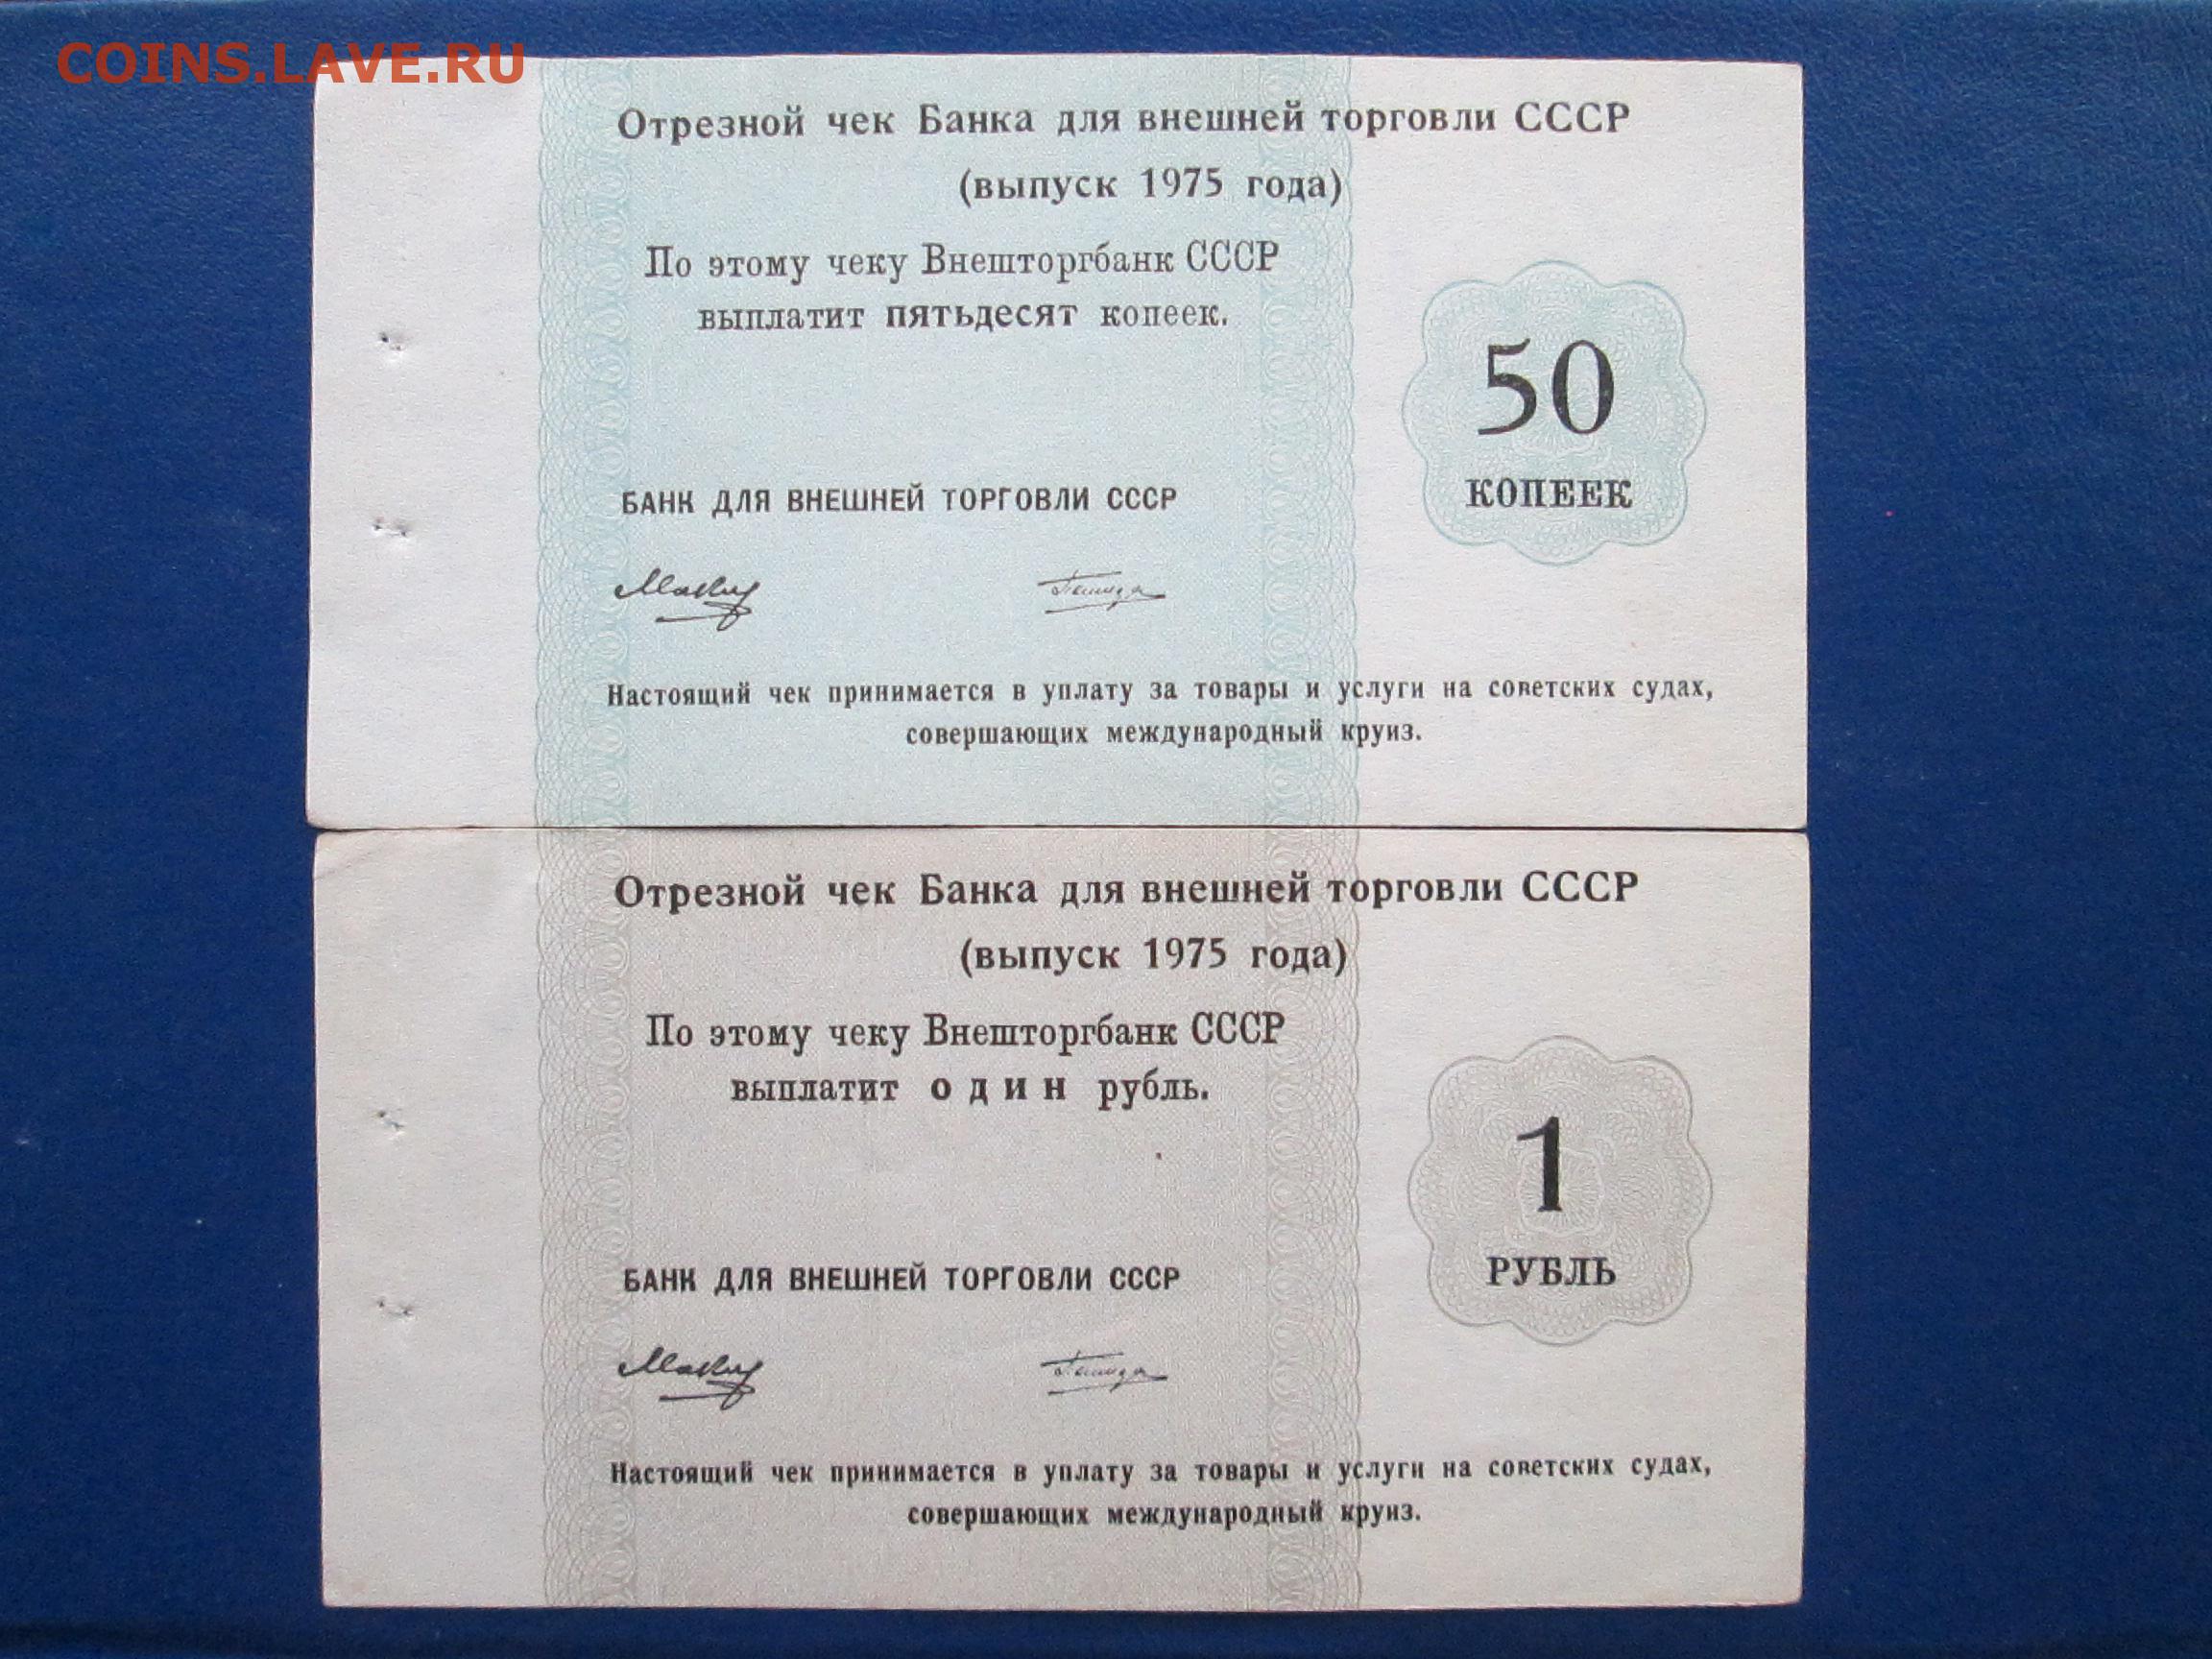 COINS.LAVE.RU
Отрезной чек Банка для внешней торговли СССР
(выпуск 1975 года)
По этому чеку Внешторгбанк СССР
выплатит пятьдесят копеек.
50
КОПЕЕК
БАНК ДЛЯ ВНЕШНЕЙ ТОРГОВЛИ СССР
Настоящий чек принимается в уплату за товары и услуги на советских судах,
совершающих международный круиз.
Отрезной чек Банка для внешней торговли СССР
(выпуск 1975 года)
По этому чеку Внешторгбанк СССР
выплатит один рубль.
1
РУБЛЬ
БАНК ДЛЯ ВНЕШНЕЙ ТОРГОВЛИ СССР
Настоящий чек принимается в уплату за товары и услуги на советских судах,
совершающих международный круиз.